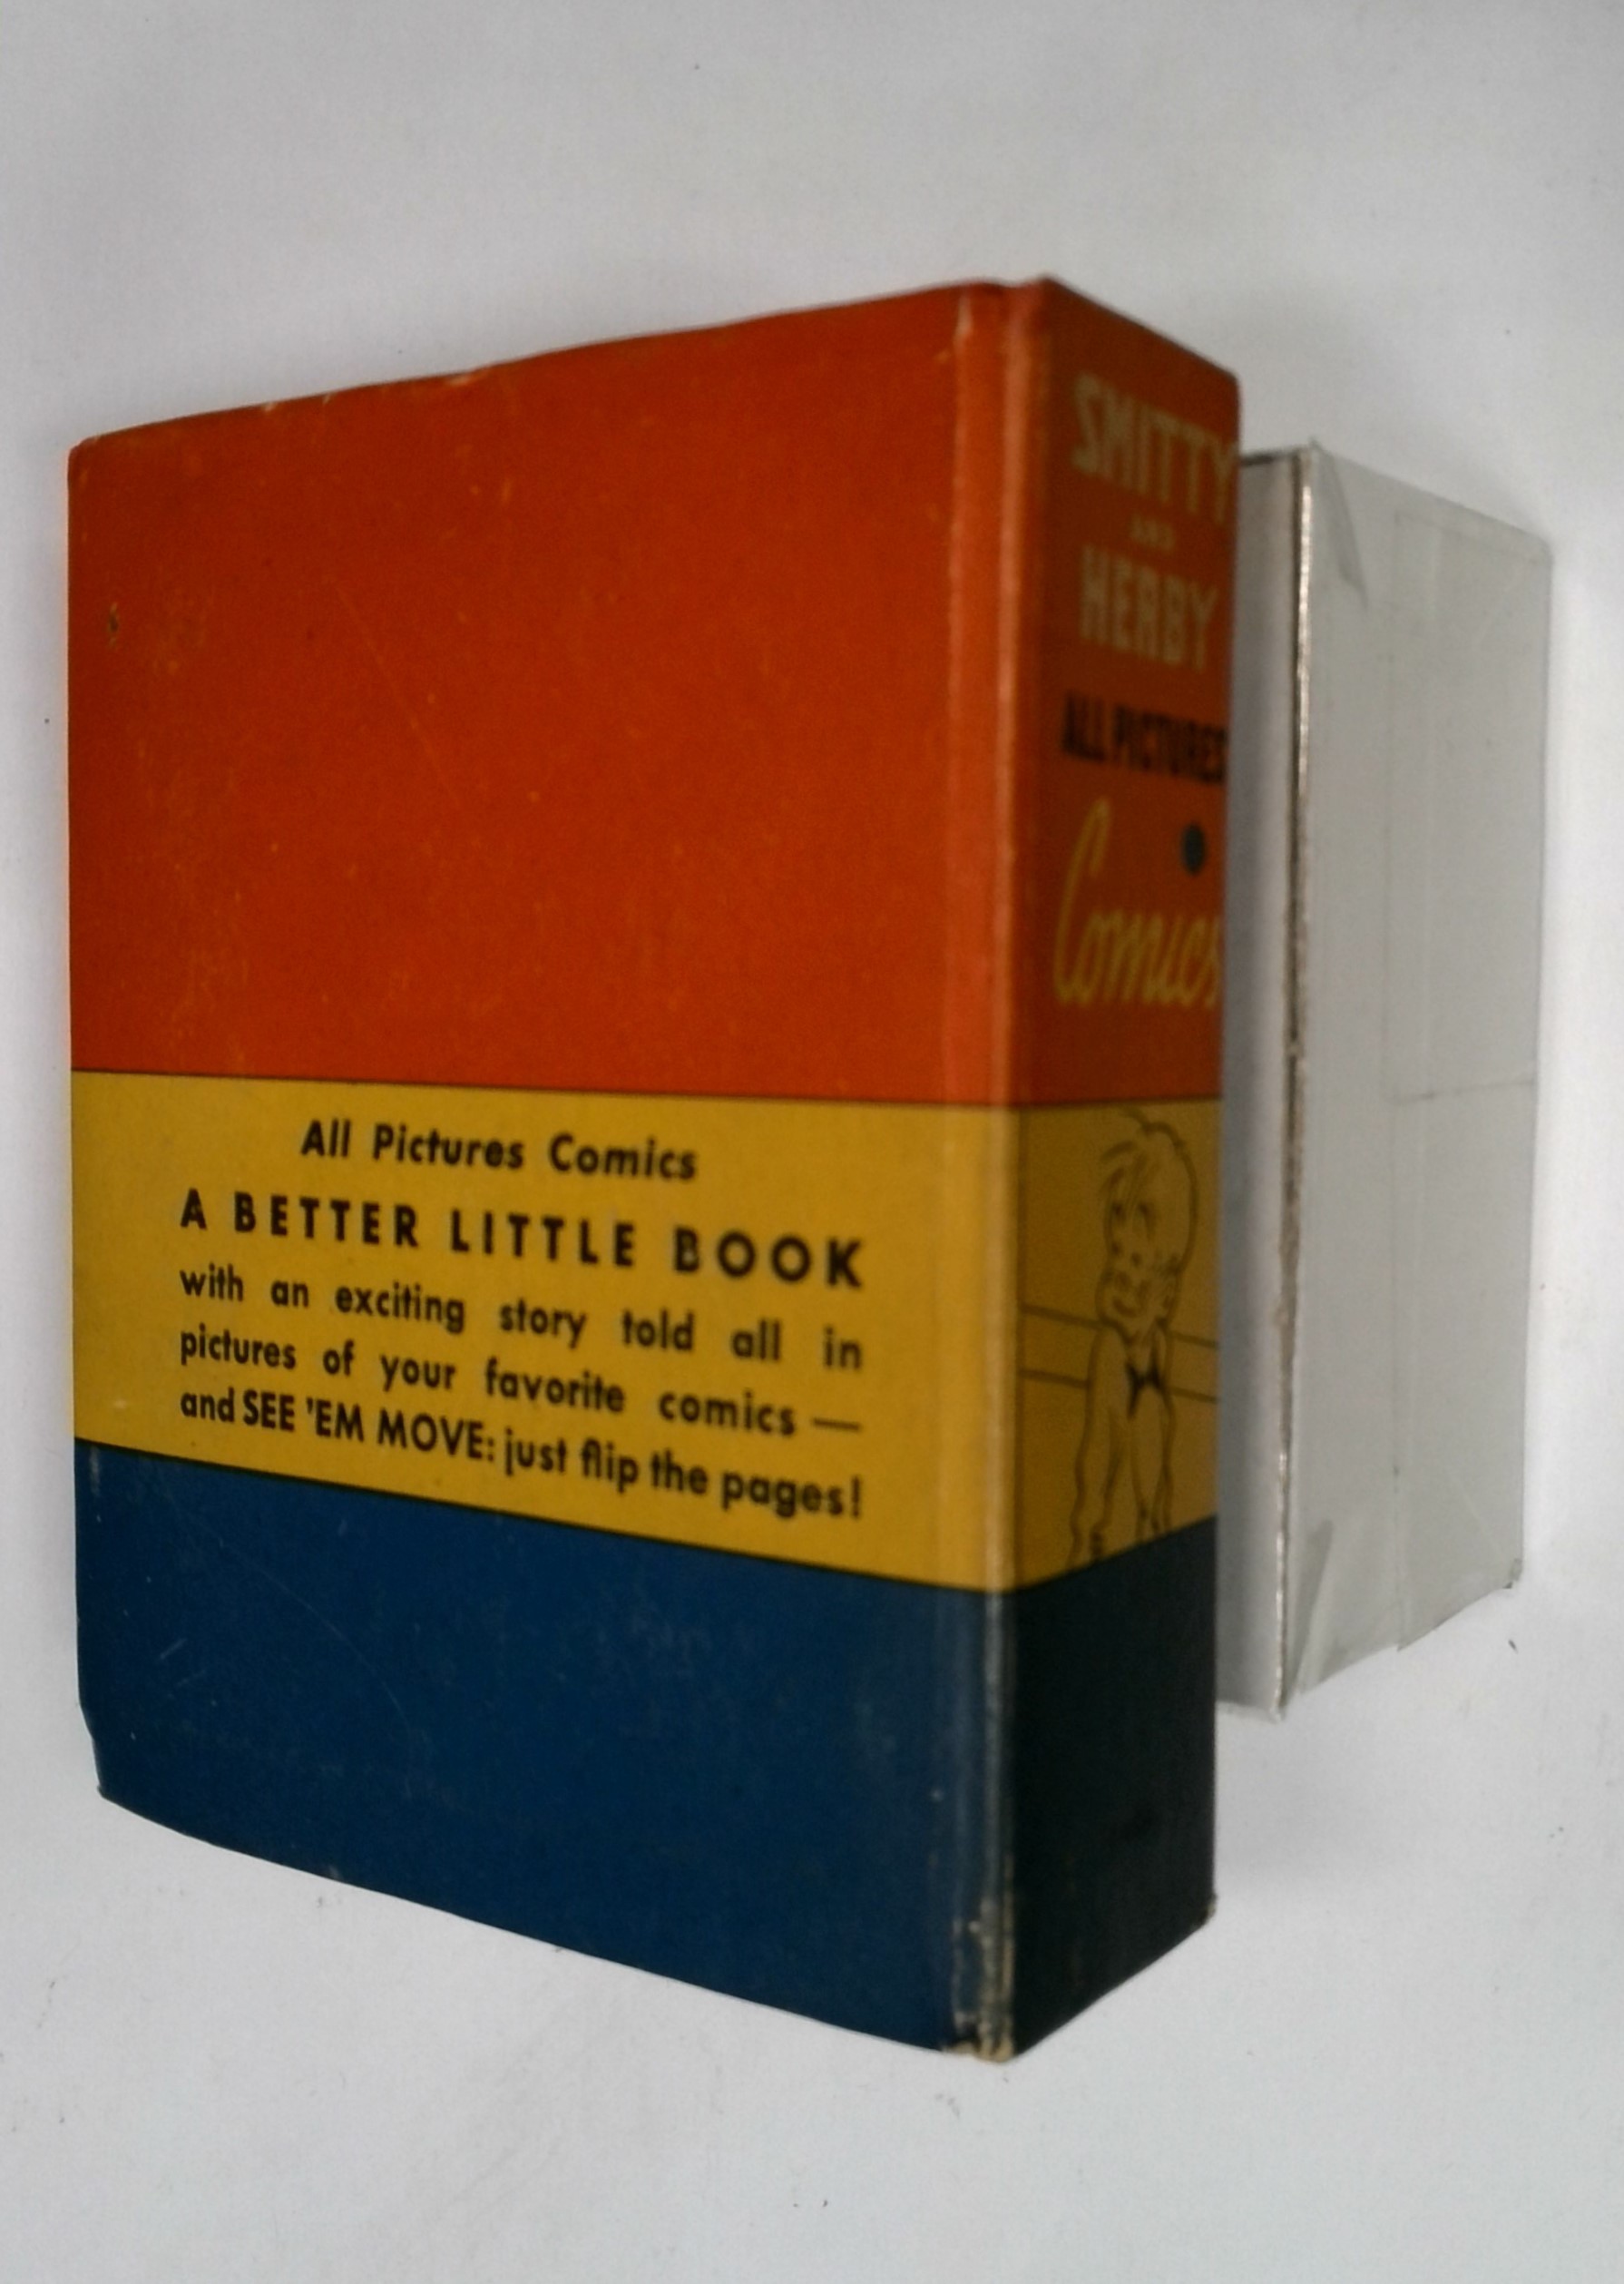 All Pictures Comics
A BETTER LITTLE BOOK
with an exciting story told all in
pictures of your favorite comics —
and SEE 'EM MOVE: just flip the pages!
SMITTY
AND
HERBY
ALL PICTURES
Comics